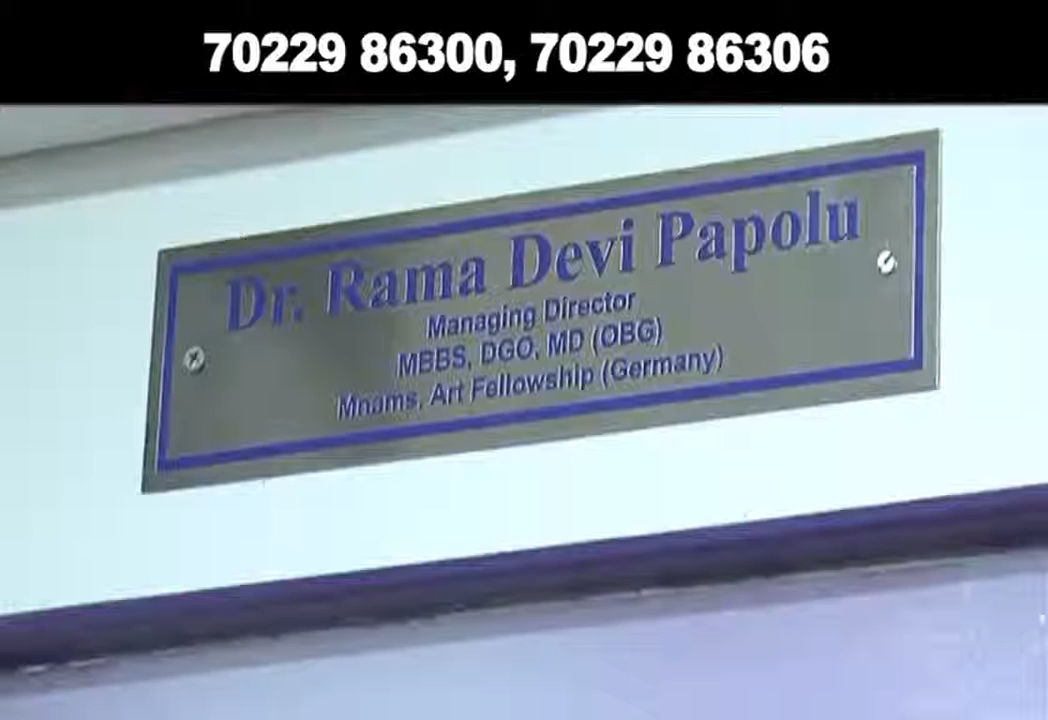 70229 86300, 70229 86306
Dr. Rama Devi Papolu
Managing Director
MBBS, DGO, MD (OBG)
Mnams, Art Fellowship (Germany)